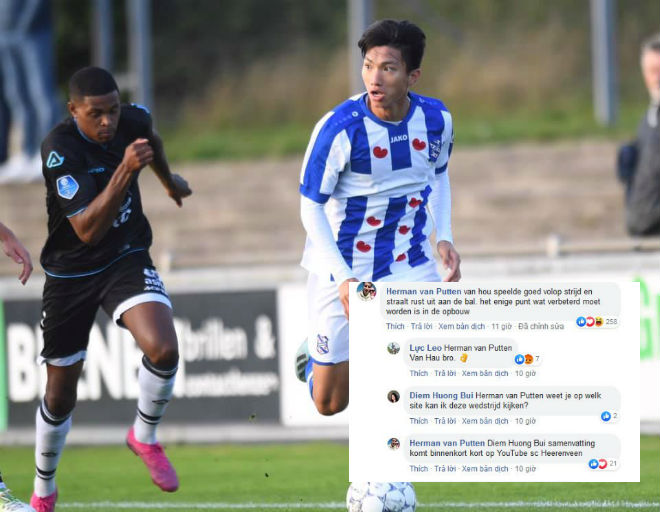 JAKO
Herman van Putten van hou speelde goed volop strijd en
straalt rust uit aan de bal. het enige punt wat verbeterd moet
worden is in de opbouw
Thích · Trả lời · Xem bản dịch · 11 giờ · Đã chỉnh sửa
258
Lực Leo Herman van Putten
Van Hau bro.
7
Thích · Trả lời · Xem bản dịch · 10 giờ
Diem Huong Bui Herman van Putten weet je op welk
site kan ik deze wedstrijd kijken?
2
Thích · Trả lời · Xem bản dịch · 10 giờ
Herman van Putten Diem Huong Bui samenvatting
komt binnenkort kort op YouTube sc Heerenveen
21
Thích · Trả lời · Xem bản dịch · 10 giờ